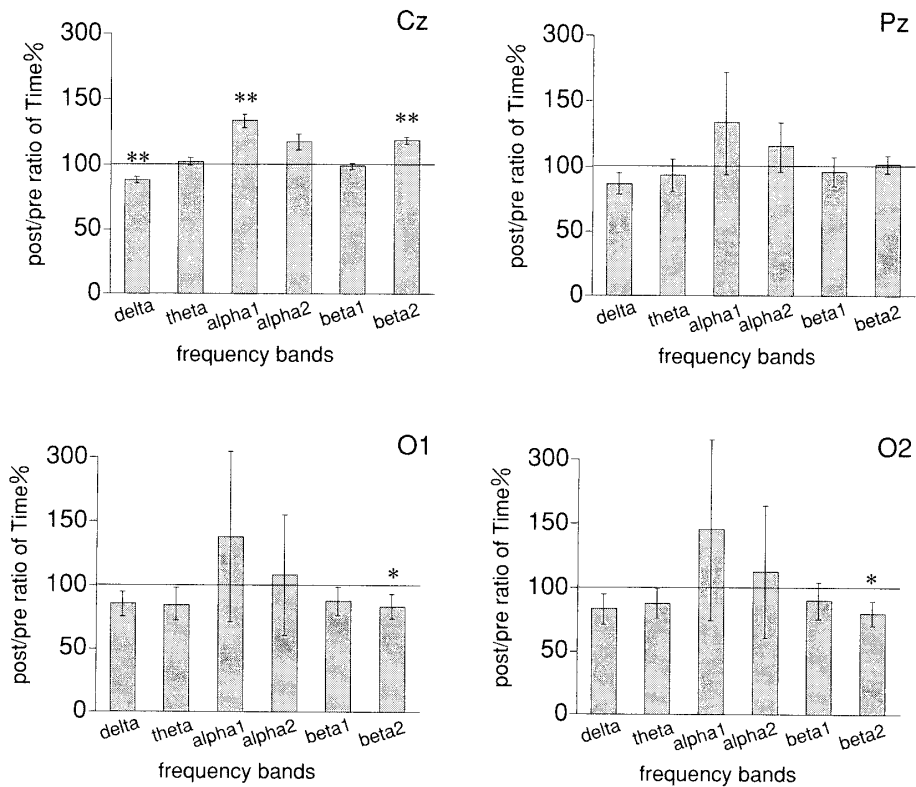 Cz
post/pre ratio of Time%
300
150
100
50
0
** ** **
delta theta alpha1 alpha2 beta1 beta2
frequency bands
Pz
post/pre ratio of Time%
300
150
100
50
0
delta theta alpha1 alpha2 beta1 beta2
frequency bands
O1
post/pre ratio of Time%
300
150
100
50
0
*
delta theta alpha1 alpha2 beta1 beta2
frequency bands
O2
post/pre ratio of Time%
300
150
100
50
0
*
delta theta alpha1 alpha2 beta1 beta2
frequency bands